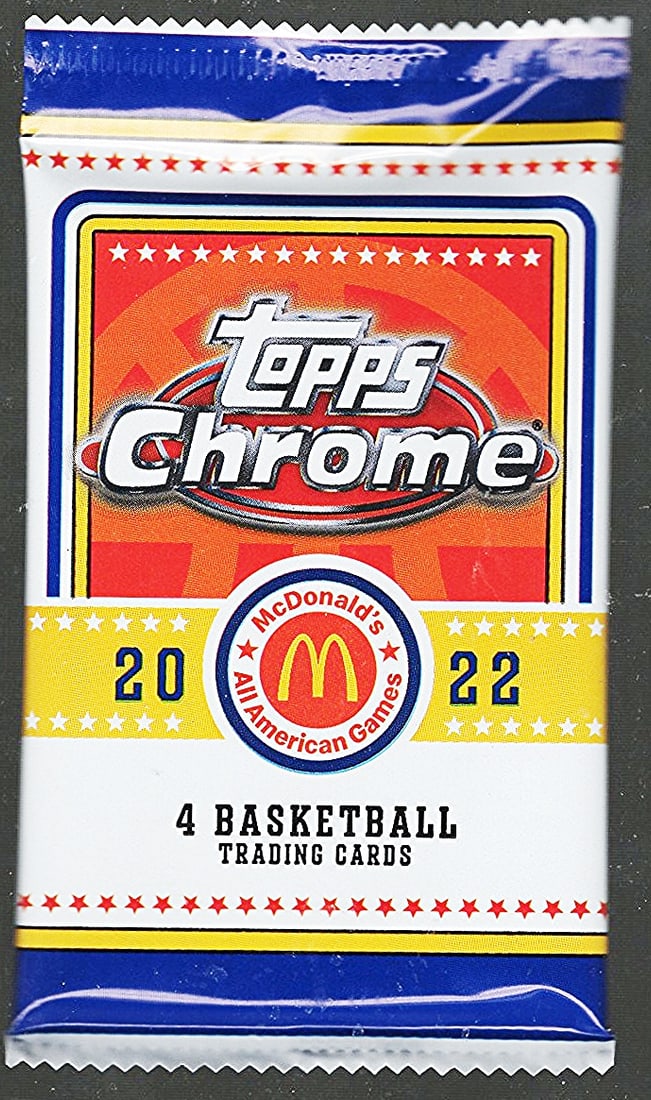 Topps
Chrome®
McDonald's
20 M 22
All American Games
4 BASKETBALL
TRADING CARDS